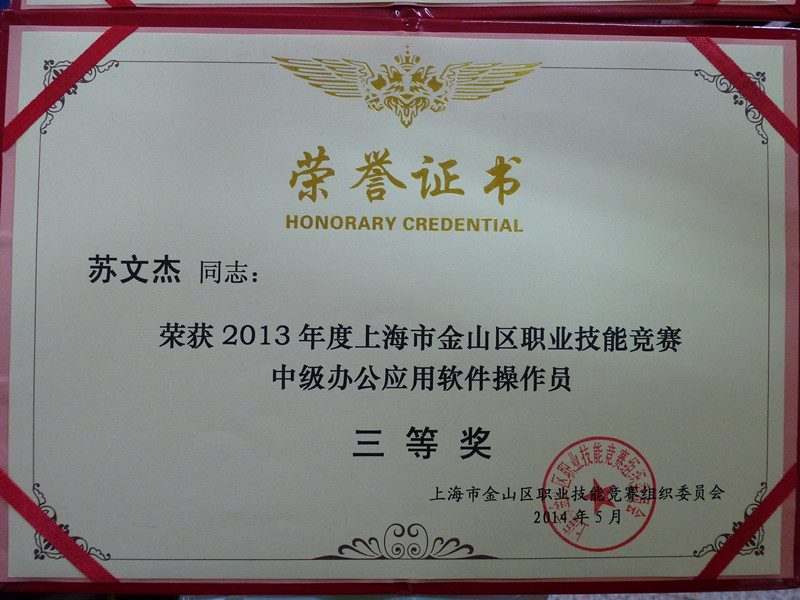 荣誉证书
HONORARY CREDENTIAL
苏文杰 同志：
荣获2013年度上海市金山区职业技能竞赛
中级办公应用软件操作员
三等奖
上海市金山区职业技能竞赛组织委员会
2014年5月